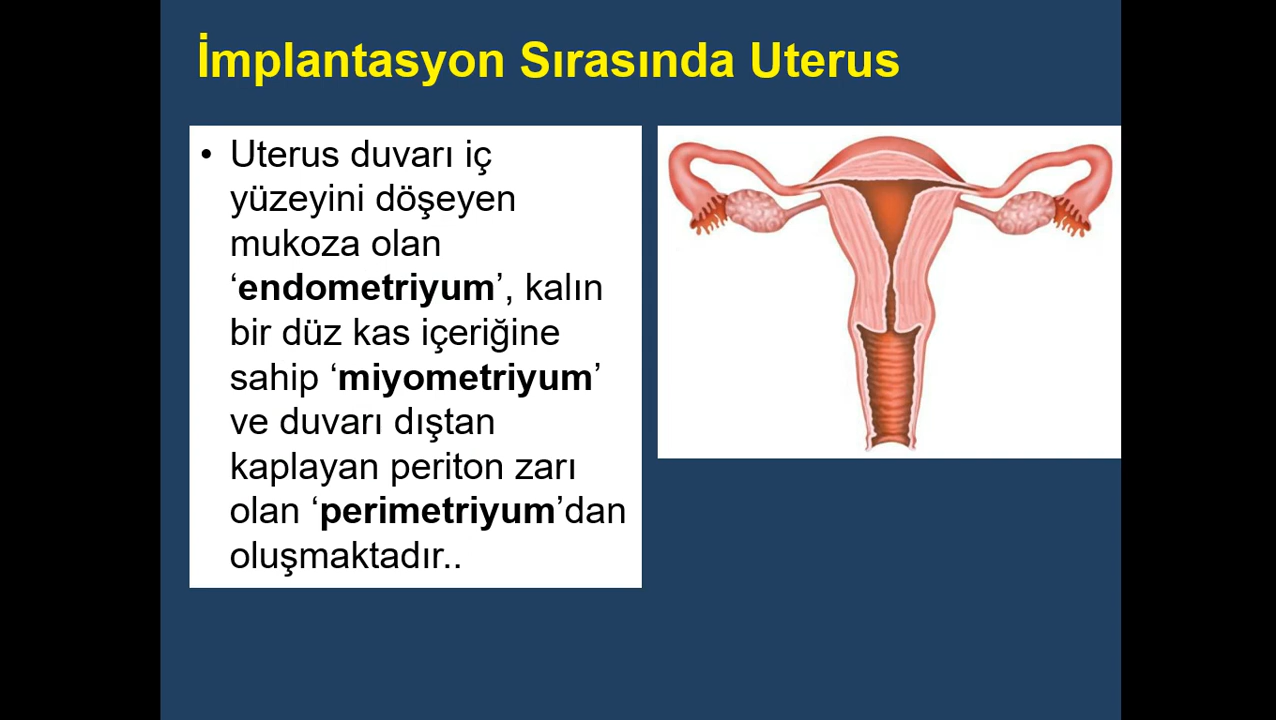 İmplantasyon Sırasında Uterus
• Uterus duvarı iç
yüzeyini döşeyen
mukoza olan
‘endometriyum’, kalın
bir düz kas içeriğine
sahip ‘miyometriyum’
ve duvarı dıştan
kaplayan periton zarı
olan ‘perimetriyum’dan
oluşmaktadır..